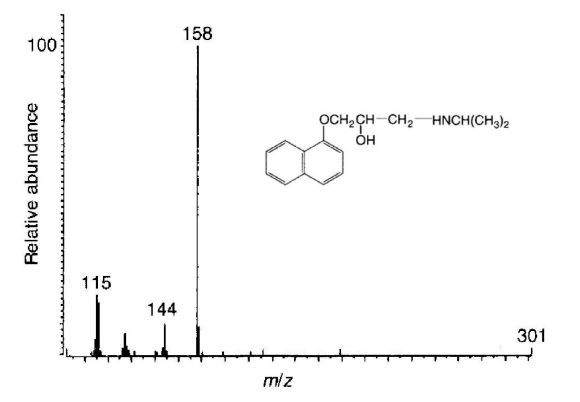 158
100
OCH₂CH—CH₂—HNCH(CH₃)₂
OH
Relative abundance
115
144
301
m/z